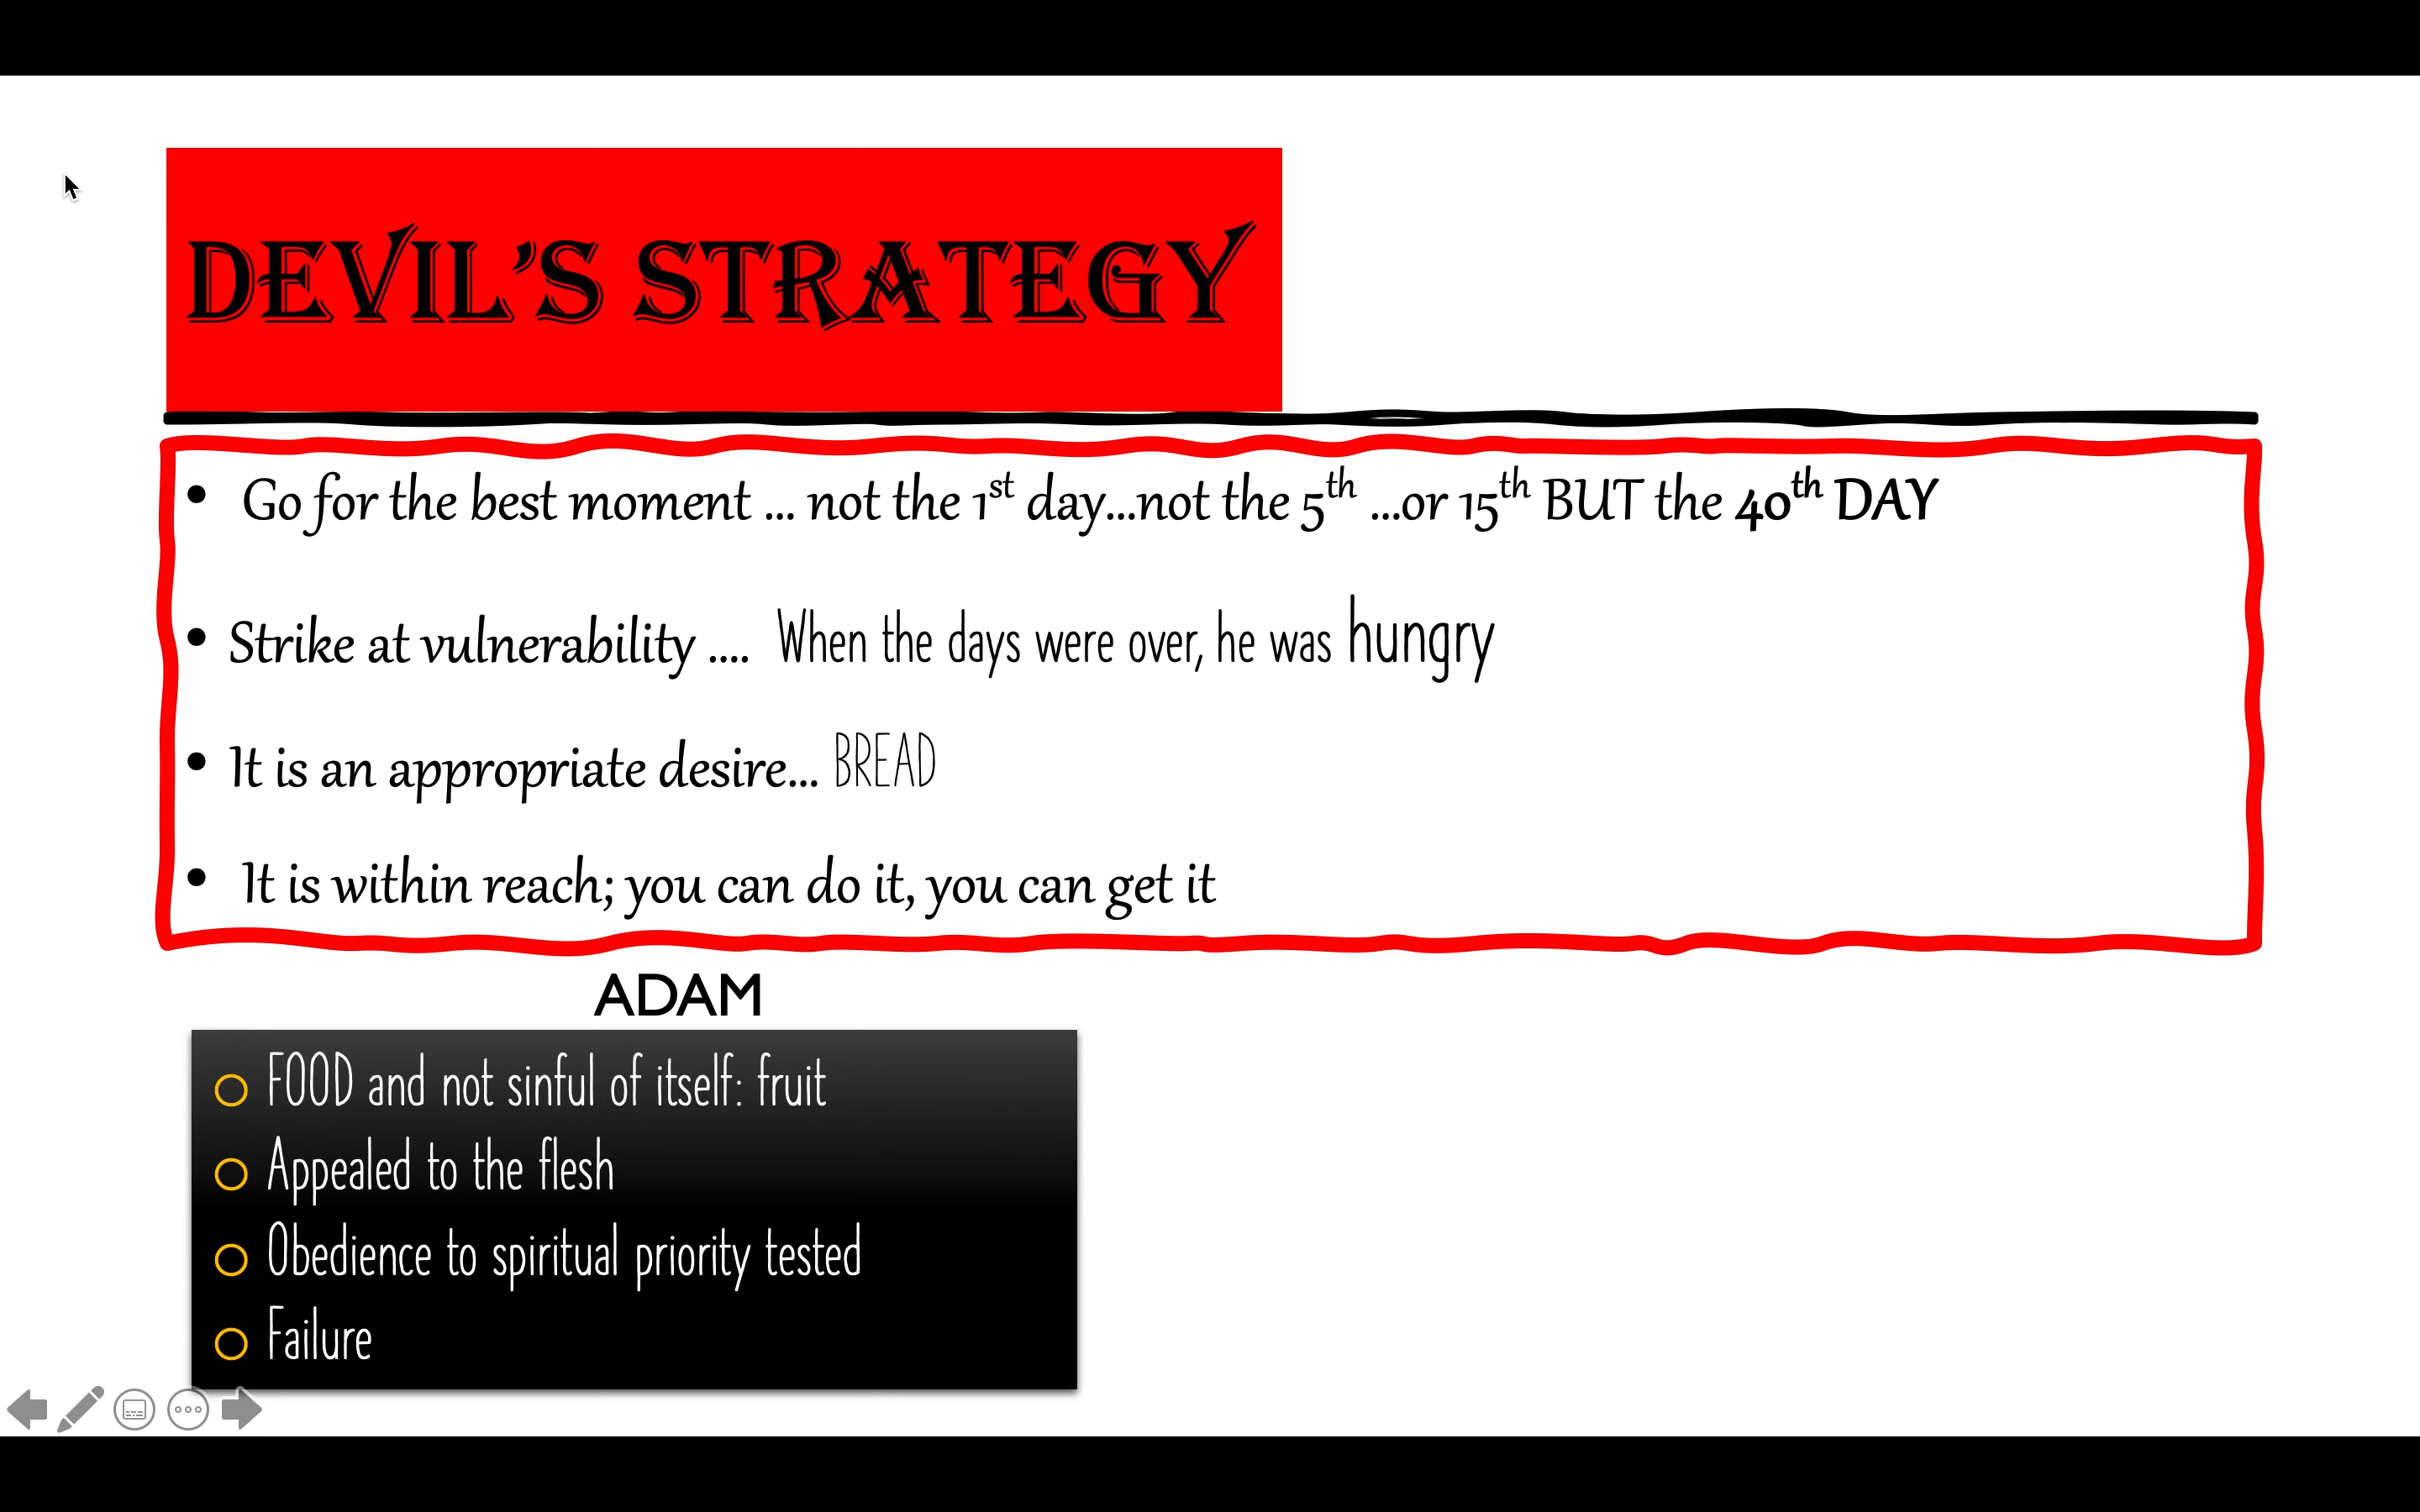 DEVIL'S STRATEGY
• Go for the best moment ... not the 1st day...not the 5th ...or 15th BUT the 40th DAY
• Strike at vulnerability .... When the days were over, he was hungry
• It is an appropriate desire... BREAD
• It is within reach; you can do it, you can get it
ADAM
○ FOOD and not sinful of itself: fruit
○ Appealed to the flesh
○ Obedience to spiritual priority tested
○ Failure